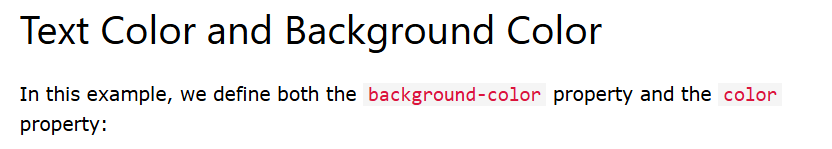 Text Color and Background Color
In this example, we define both the background-color property and the color
property: